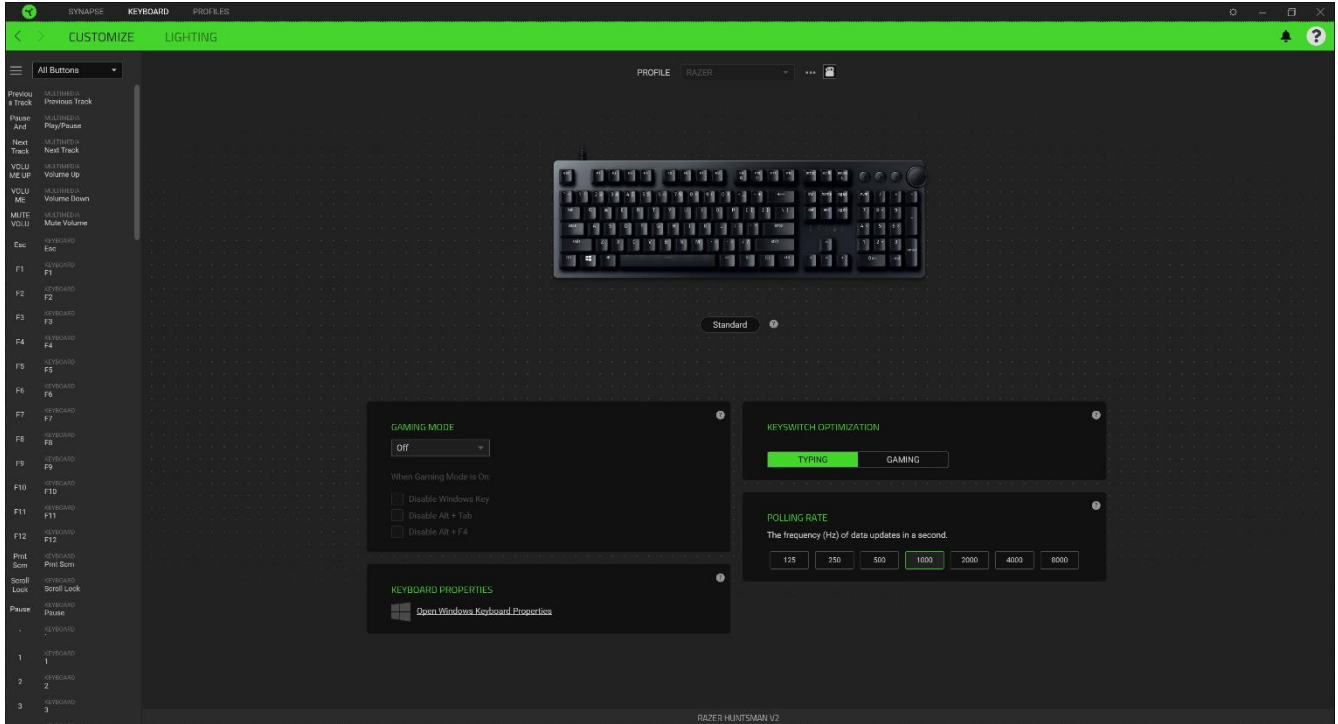 SYNAPSE KEYBOARD PROFILES
CUSTOMIZE LIGHTING
All Buttons
PROFILE RAZER
Previou
s Track
MULTIMEDIA
Previous Track
Pause
And
MULTIMEDIA
Play/Pause
Next
Track
MULTIMEDIA
Next Track
VOLU
ME UP
MULTIMEDIA
Volume Up
VOLU
ME
MULTIMEDIA
Volume Down
MUTE
VOLU
MULTIMEDIA
Mute Volume
Esc
KEYBOARD
Esc
F1
KEYBOARD
F1
F2
KEYBOARD
F2
F3
KEYBOARD
F3
F4
KEYBOARD
F4
F5
KEYBOARD
F5
F6
KEYBOARD
F6
F7
KEYBOARD
F7
F8
KEYBOARD
F8
F9
KEYBOARD
F9
F10
KEYBOARD
F10
F11
KEYBOARD
F11
F12
KEYBOARD
F12
Prnt
Scrn
KEYBOARD
Prnt Scrn
Scroll
Lock
KEYBOARD
Scroll Lock
Pause
KEYBOARD
Pause
KEYBOARD
1
KEYBOARD
1
2
KEYBOARD
2
3
KEYBOARD
3
Standard
GAMING MODE
Off
When Gaming Mode is On:
Disable Windows Key
Disable Alt + Tab
Disable Alt + F4
KEYBOARD PROPERTIES
Open Windows Keyboard Properties
KEYSWITCH OPTIMIZATION
TYPING GAMING
POLLING RATE
The frequency (Hz) of data updates in a second.
125 250 500 1000 2000 4000 8000
RAZER HUNTSMAN V2